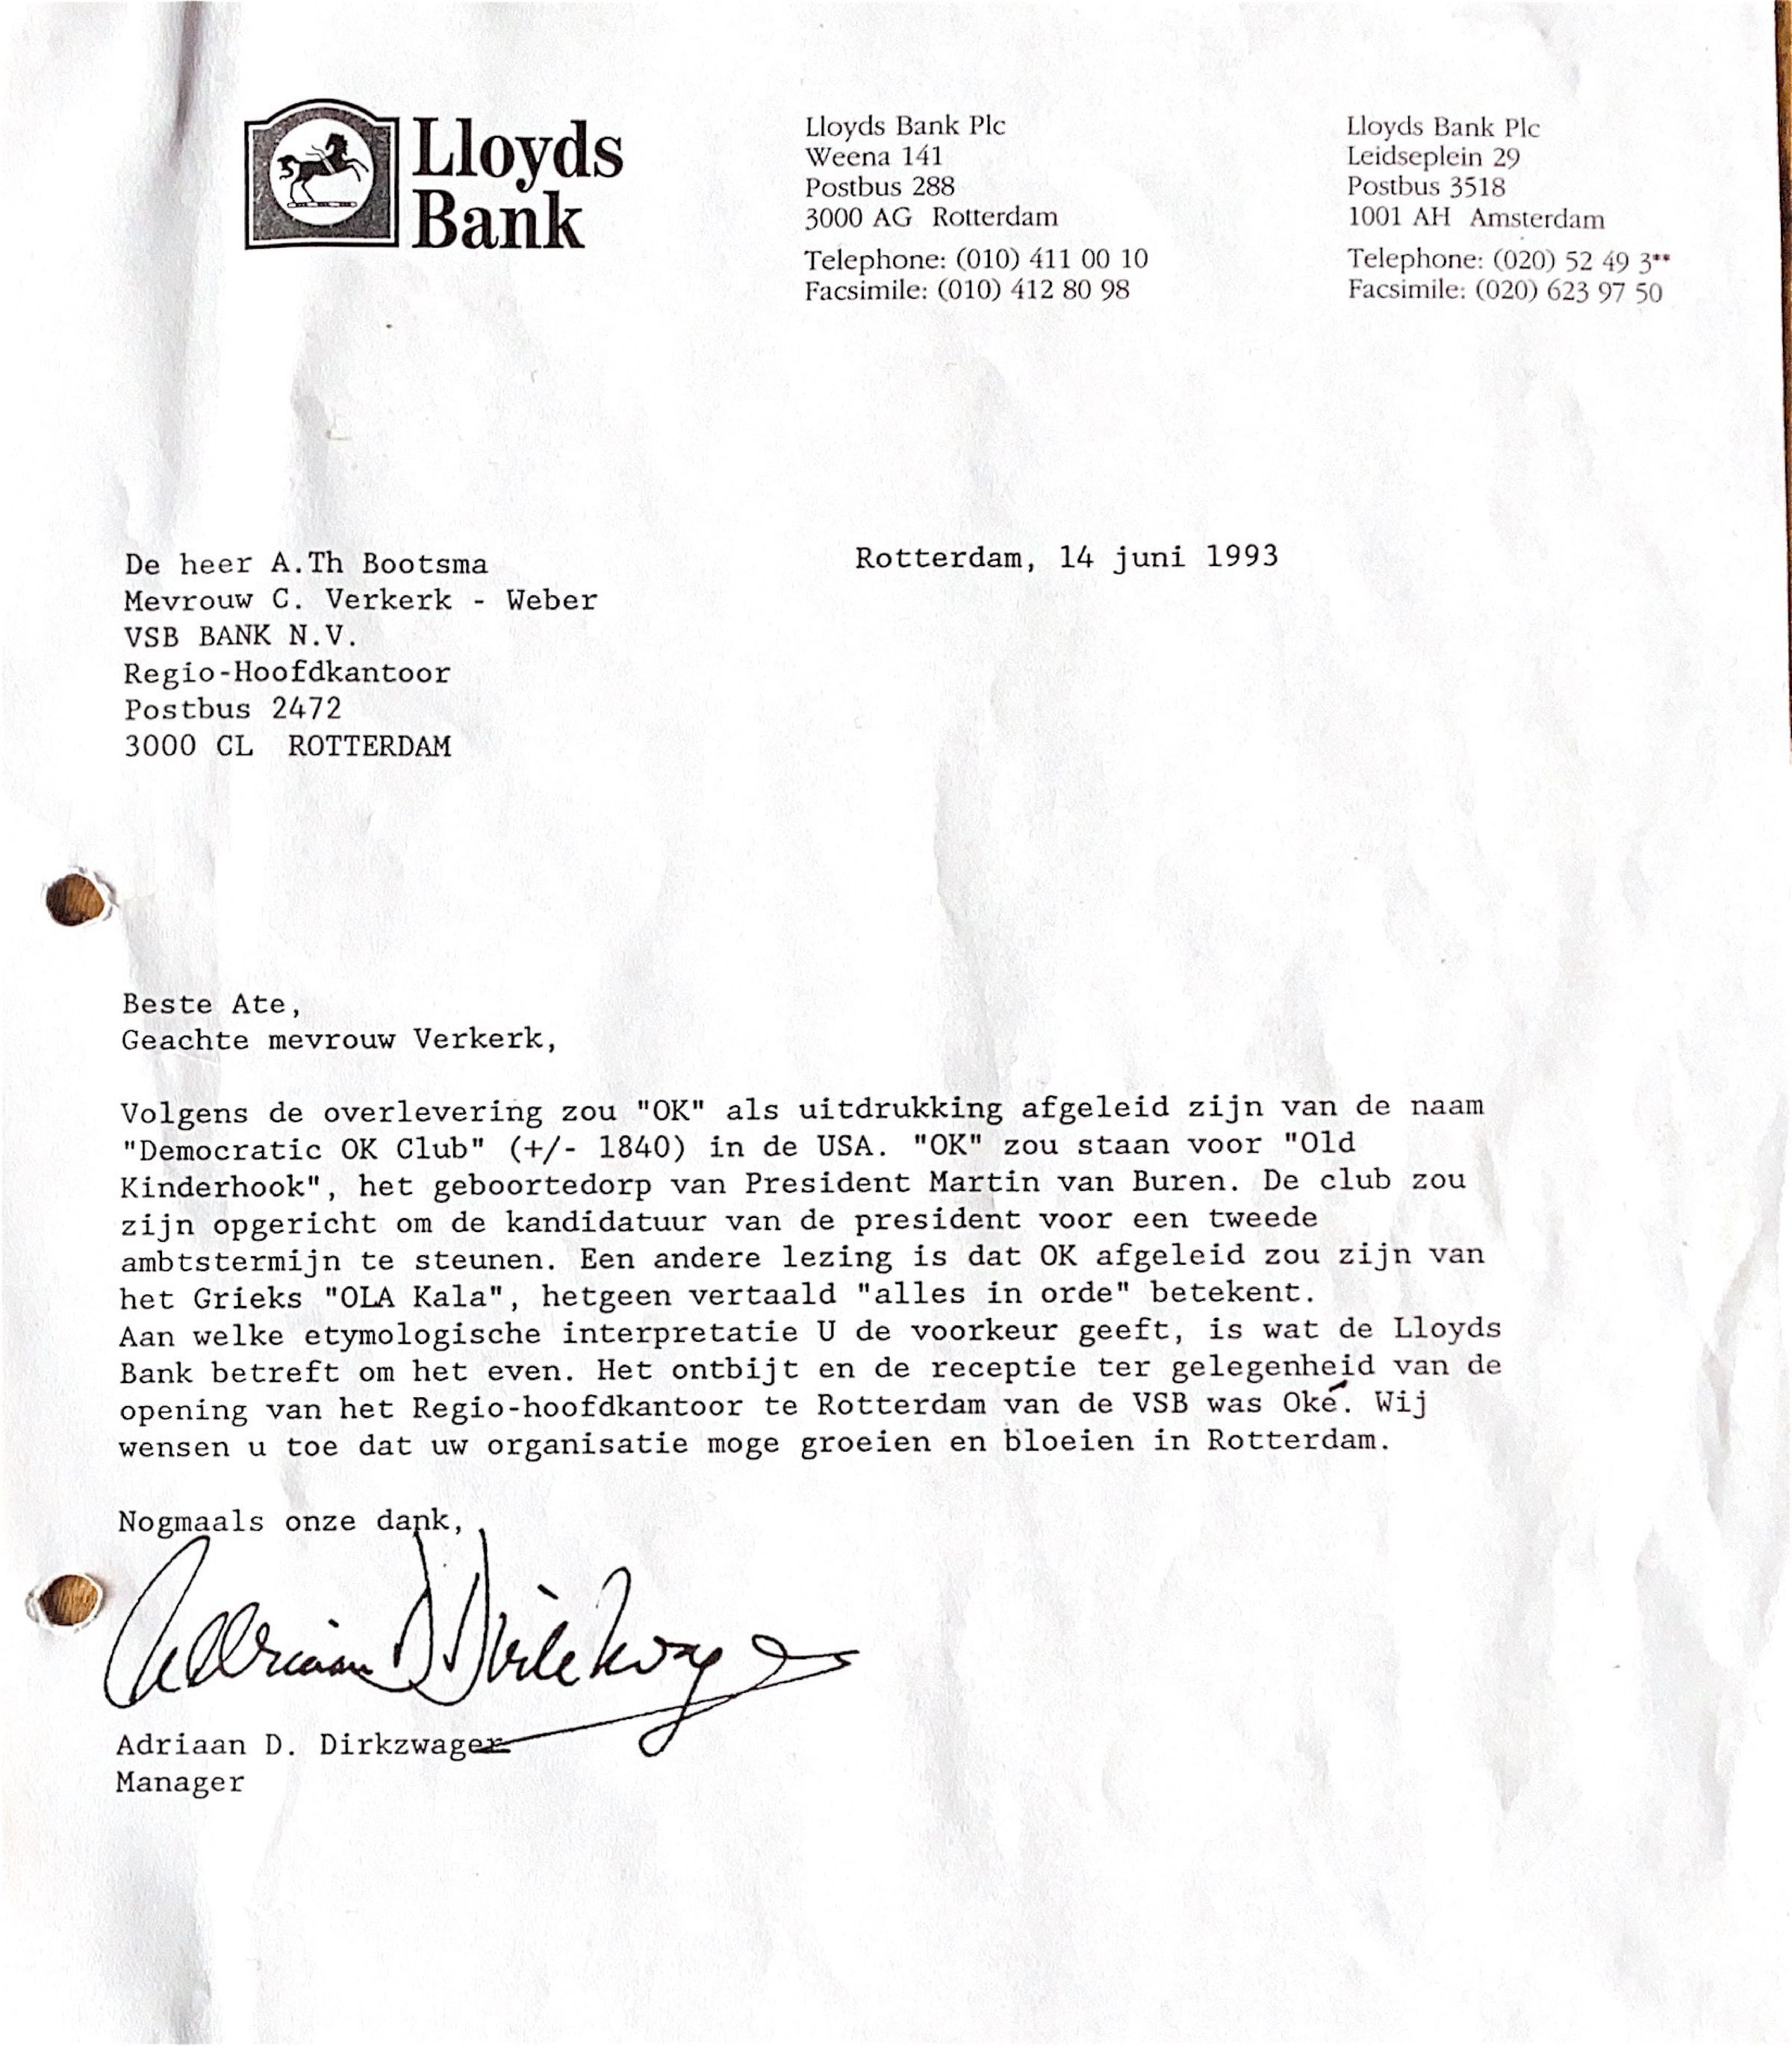 Lloyds
Bank
Lloyds Bank Plc
Weena 141
Postbus 288
3000 AG  Rotterdam
Telephone: (010) 411 00 10
Facsimile: (010) 412 80 98
Lloyds Bank Plc
Leidseplein 29
Postbus 3518
1001 AH  Amsterdam
Telephone: (020) 52 49 3**
Facsimile: (020) 623 97 50
De heer A.Th Bootsma
Mevrouw C. Verkerk - Weber
VSB BANK N.V.
Regio-Hoofdkantoor
Postbus 2472
3000 CL  ROTTERDAM
Rotterdam, 14 juni 1993
Beste Ate,
Geachte mevrouw Verkerk,
Volgens de overlevering zou "OK" als uitdrukking afgeleid zijn van de naam
"Democratic OK Club" (+/- 1840) in de USA. "OK" zou staan voor "Old
Kinderhook", het geboortedorp van President Martin van Buren. De club zou
zijn opgericht om de kandidatuur van de president voor een tweede
ambtstermijn te steunen. Een andere lezing is dat OK afgeleid zou zijn van
het Grieks "OLA Kala", hetgeen vertaald "alles in orde" betekent.
Aan welke etymologische interpretatie U de voorkeur geeft, is wat de Lloyds
Bank betreft om het even. Het ontbijt en de receptie ter gelegenheid van de
opening van het Regio-hoofdkantoor te Rotterdam van de VSB was Oké. Wij
wensen u toe dat uw organisatie moge groeien en bloeien in Rotterdam.
Nogmaals onze dank,
Adriaan D Dirkzwager
Adriaan D. Dirkzwager
Manager